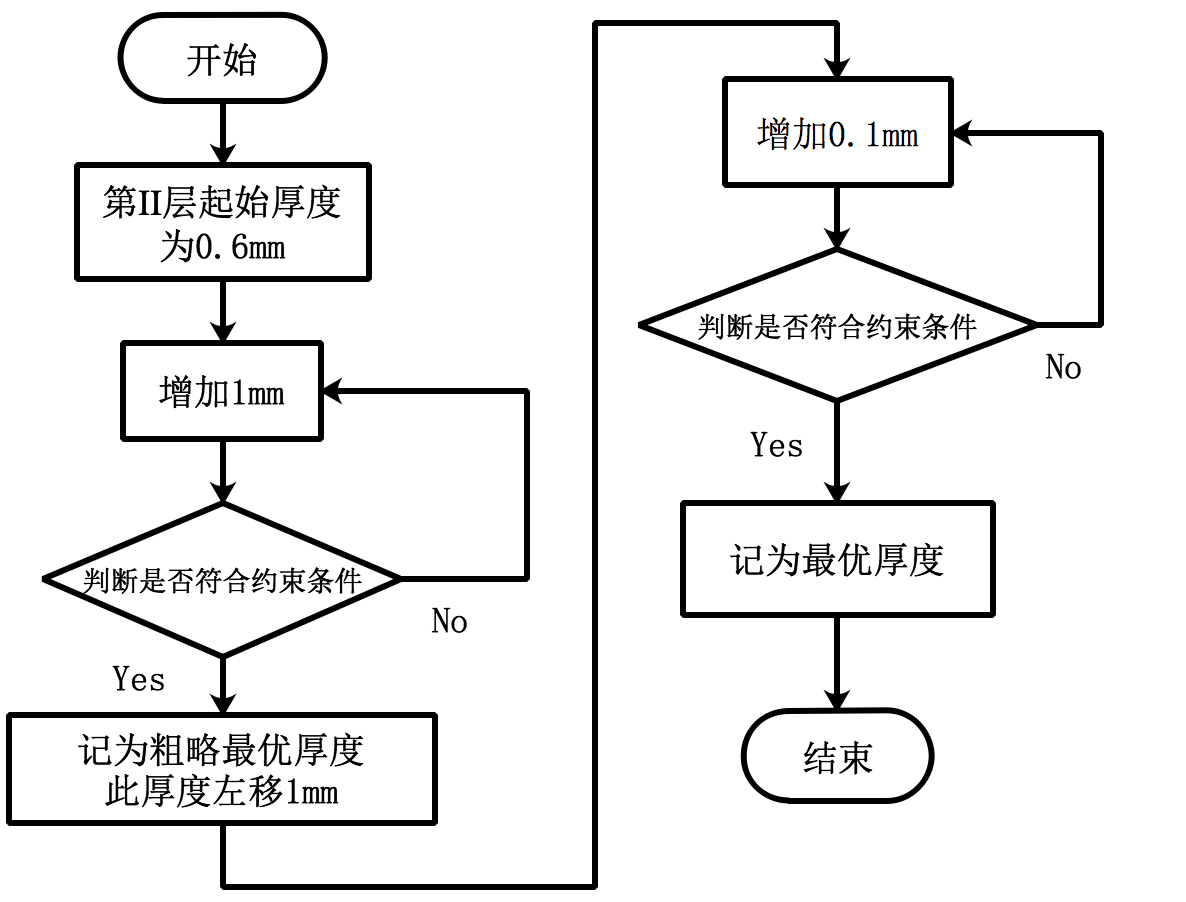 开始
第II层起始厚度
为0.6mm
增加1mm
判断是否符合约束条件
No
Yes
记为粗略最优厚度
此厚度左移1mm
增加0.1mm
判断是否符合约束条件
No
Yes
记为最优厚度
结束